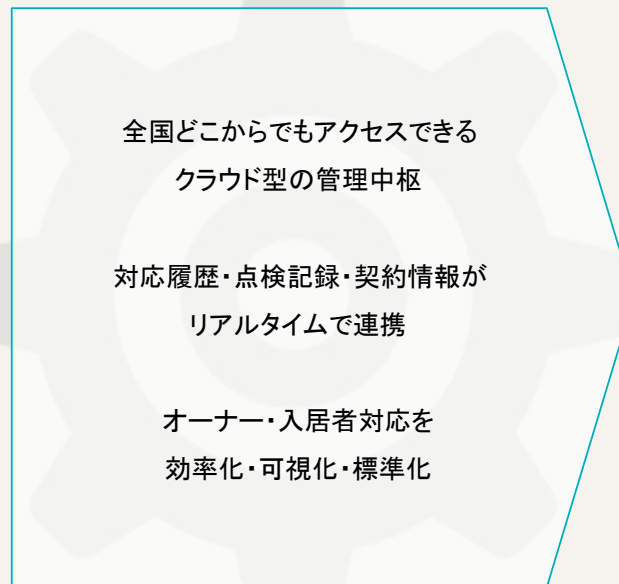 全国どこからでもアクセスできる
クラウド型の管理中枢
対応履歴・点検記録・契約情報が
リアルタイムで連携
オーナー・入居者対応を
効率化・可視化・標準化